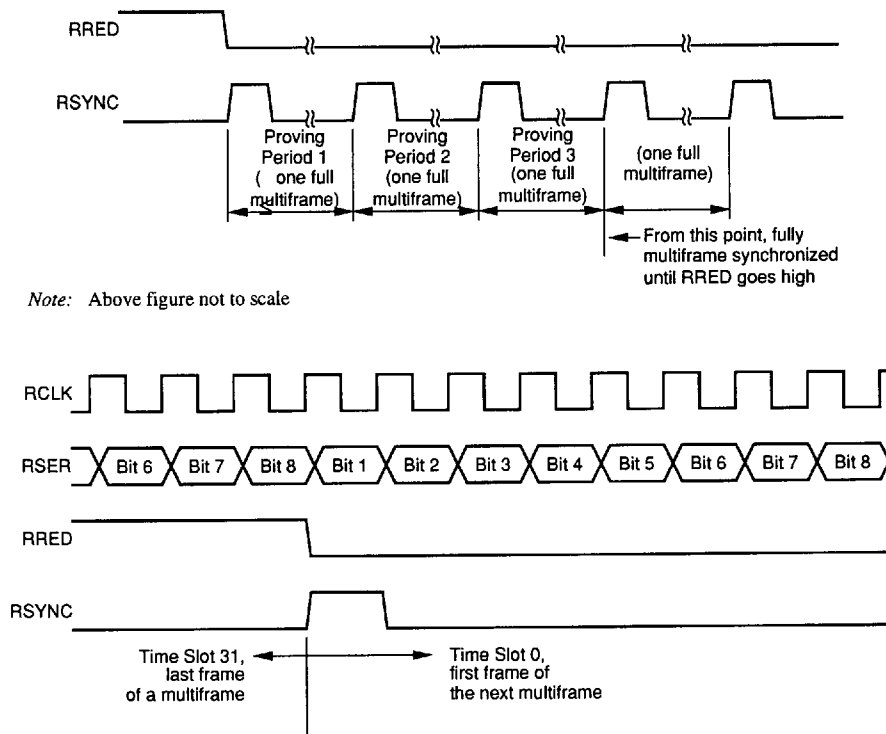 RRED
RSYNC
Proving
Period 1
( one full
multiframe)
Proving
Period 2
(one full
multiframe)
Proving
Period 3
(one full
multiframe)
(one full
multiframe)
From this point, fully
multiframe synchronized
until RRED goes high
Note: Above figure not to scale
RCLK
RSER Bit 6 Bit 7 Bit 8 Bit 1 Bit 2 Bit 3 Bit 4 Bit 5 Bit 6 Bit 7 Bit 8
RRED
RSYNC
Time Slot 31,
last frame
of a multiframe
Time Slot 0,
first frame of
the next multiframe